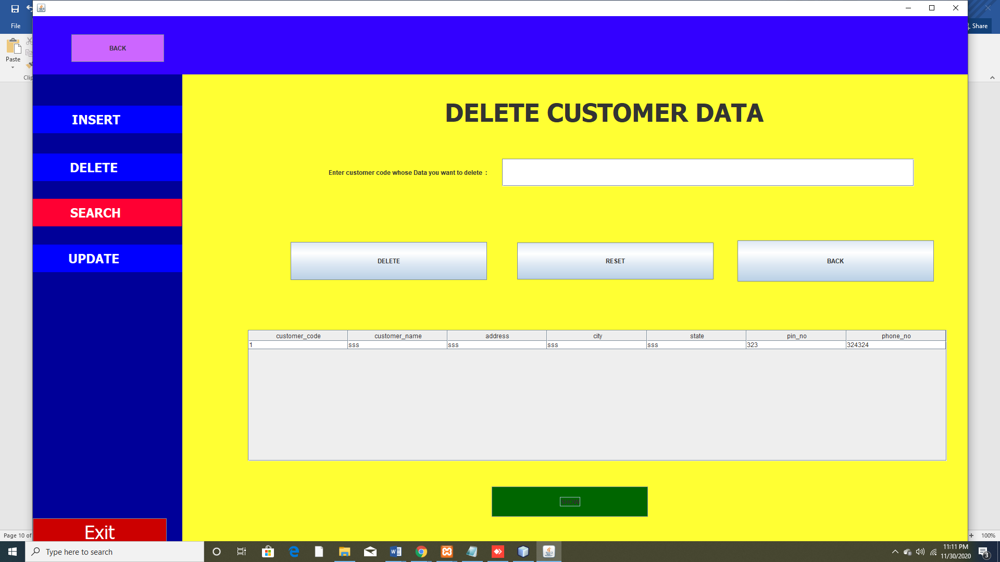 File
Share
Paste
Clip
BACK
INSERT
DELETE
SEARCH
UPDATE
Exit
DELETE CUSTOMER DATA
Enter customer code whose Data you want to delete :
DELETE RESET BACK
customer_code customer_name address city state pin_no phone_no
1 sss sss sss sss 323 324324
SHOW
Page 10 of
100%
Type here to search
11:11 PM
11/30/2020
3